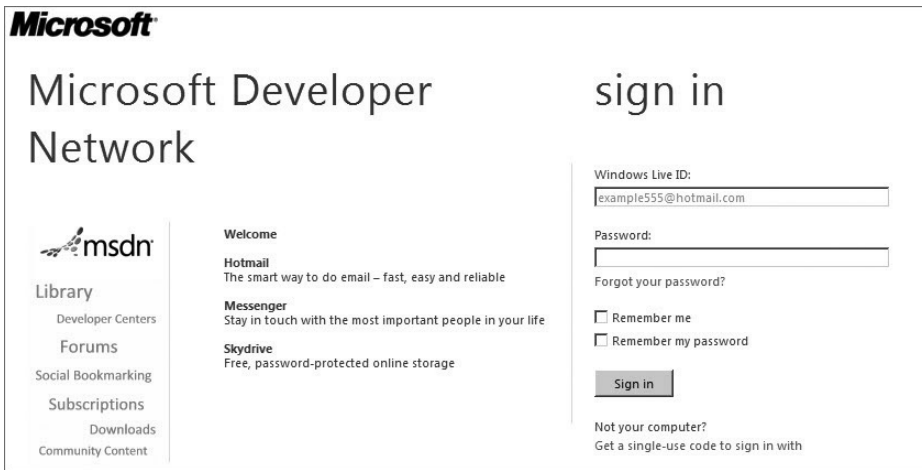 Microsoft
Microsoft Developer
Network
msdn
Library
Developer Centers
Forums
Social Bookmarking
Subscriptions
Downloads
Community Content
Welcome
Hotmail
The smart way to do email – fast, easy and reliable
Messenger
Stay in touch with the most important people in your life
Skydrive
Free, password-protected online storage
sign in
Windows Live ID:
example555@hotmail.com
Password:
Forgot your password?
Remember me
Remember my password
Sign in
Not your computer?
Get a single-use code to sign in with